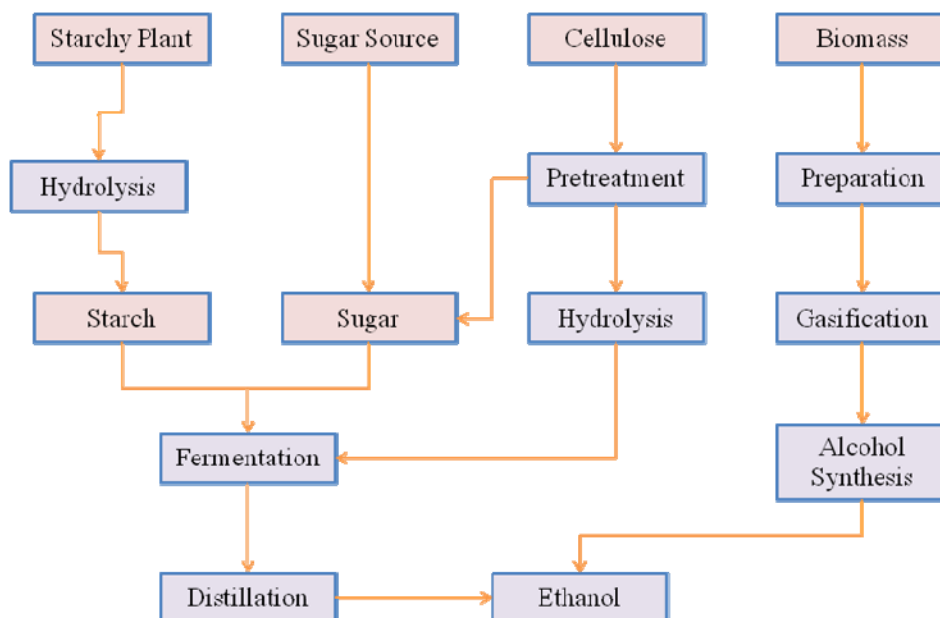 Starchy Plant
Sugar Source
Cellulose
Biomass
Hydrolysis
Pretreatment
Preparation
Starch
Sugar
Hydrolysis
Gasification
Fermentation
Alcohol
Synthesis
Distillation
Ethanol